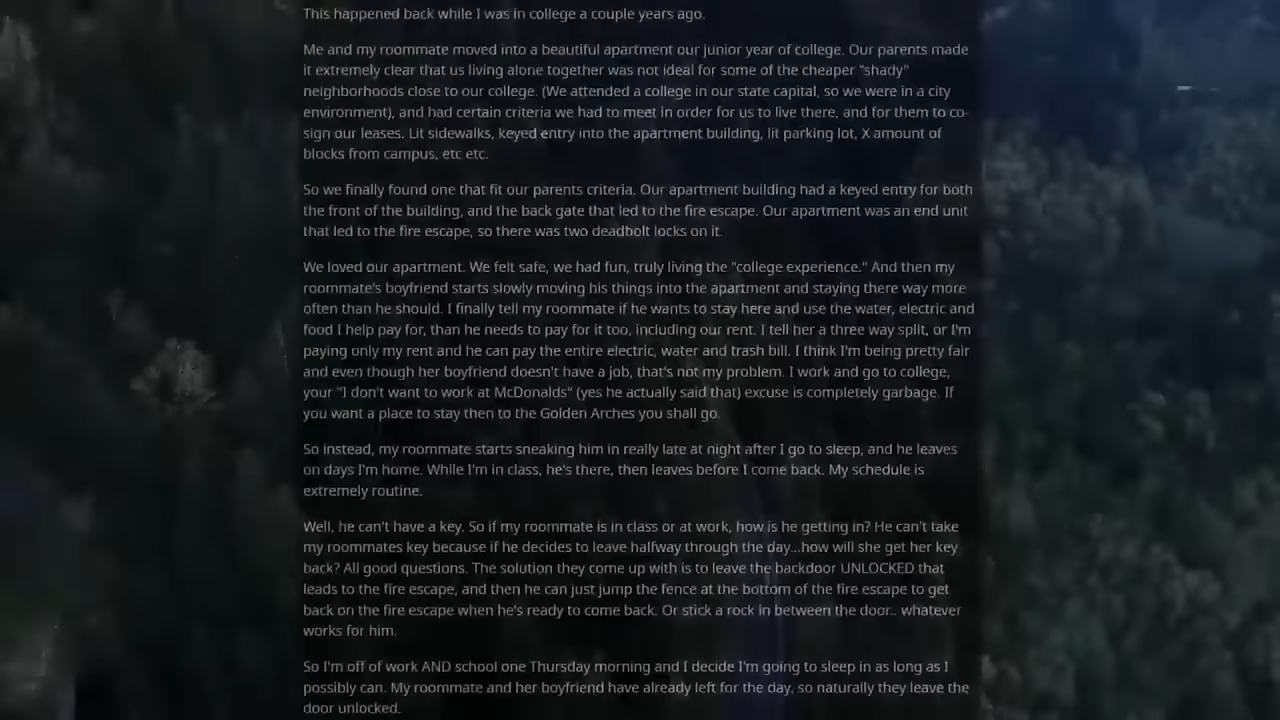 This happened back while I was in college a couple years ago.
Me and my roommate moved into a beautiful apartment our junior year of college. Our parents made
it extremely clear that us living alone together was not ideal for some of the cheaper "shady"
neighborhoods close to our college. (We attended a college in our state capital, so we were in a city
environment), and had certain criteria we had to meet in order for us to live there, and for them to co-
sign our leases. Lit sidewalks, keyed entry into the apartment building, lit parking lot, X amount of
blocks from campus, etc etc.
So we finally found one that fit our parents criteria. Our apartment building had a keyed entry for both
the front of the building, and the back gate that led to the fire escape. Our apartment was an end unit
that led to the fire escape, so there was two deadbolt locks on it.
We loved our apartment. We felt safe, we had fun, truly living the "college experience." And then my
roommate's boyfriend starts slowly moving his things into the apartment and staying there way more
often than he should. I finally tell my roommate if he wants to stay here and use the water, electric and
food I help pay for, than he needs to pay for it too, including our rent. I tell her a three way split, or I'm
paying only my rent and he can pay the entire electric, water and trash bill. I think I'm being pretty fair
and even though her boyfriend doesn't have a job, that's not my problem. I work and go to college,
your "I don't want to work at McDonalds" (yes he actually said that) excuse is completely garbage. If
you want a place to stay then to the Golden Arches you shall go.
So instead, my roommate starts sneaking him in really late at night after I go to sleep, and he leaves
on days I'm home. While I'm in class, he's there, then leaves before I come back. My schedule is
extremely routine.
Well, he can't have a key. So if my roommate is in class or at work, how is he getting in? He can't take
my roommates key because if he decides to leave halfway through the day...how will she get her key
back? All good questions. The solution they come up with is to leave the backdoor UNLOCKED that
leads to the fire escape, and then he can just jump the fence at the bottom of the fire escape to get
back on the fire escape when he's ready to come back. Or stick a rock in between the door.. whatever
works for him.
So I'm off of work AND school one Thursday morning and I decide I'm going to sleep in as long as I
possibly can. My roommate and her boyfriend have already left for the day, so naturally they leave the
door unlocked.